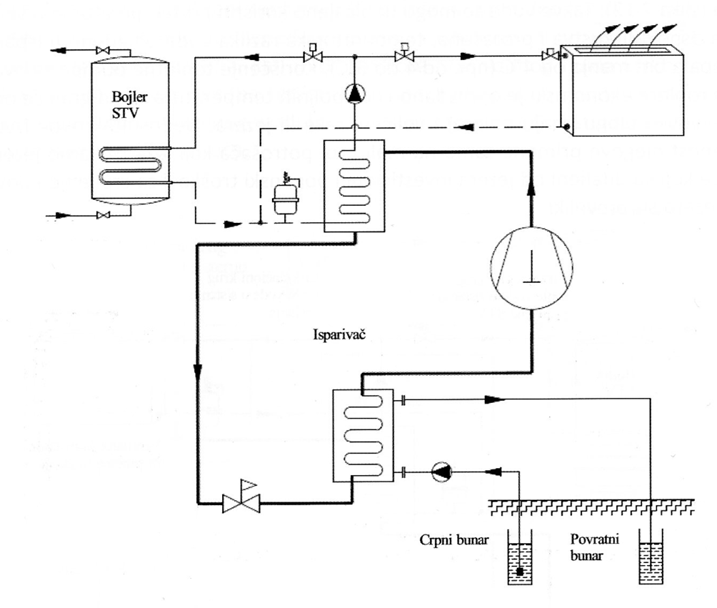 Bojler
STV
Isparivač
Crpni bunar
Povratni
bunar